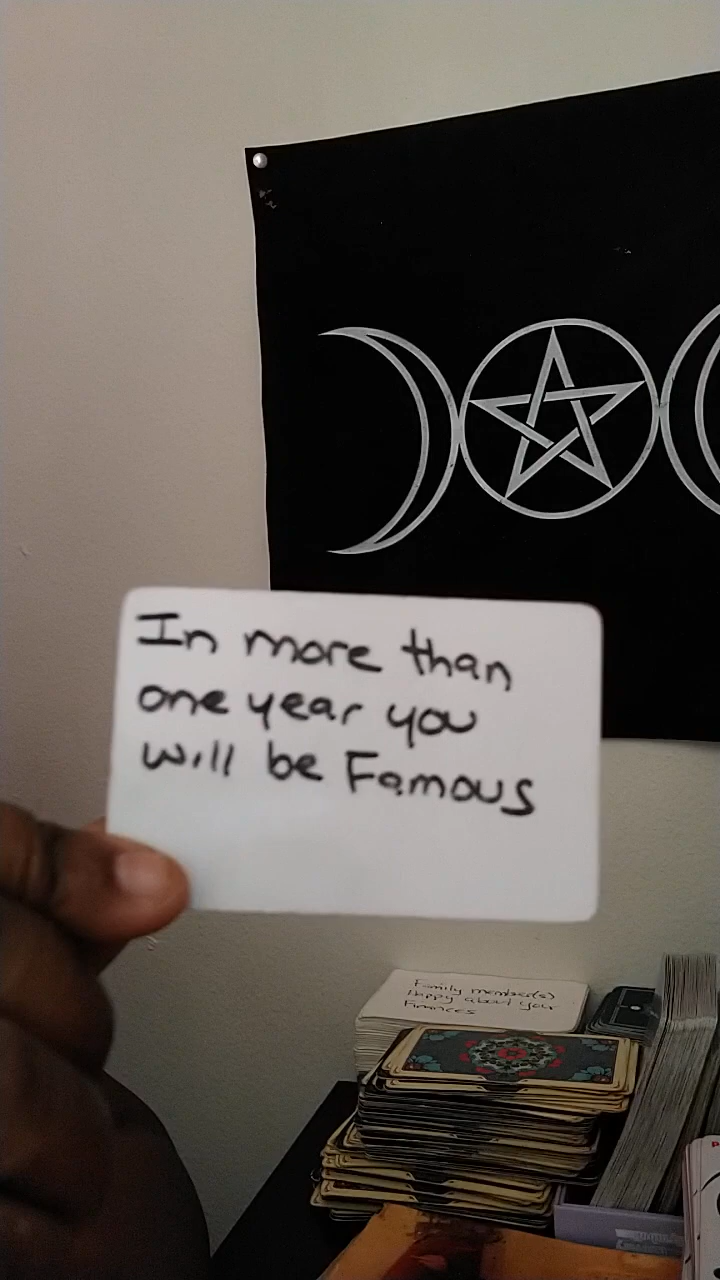 In more than
one year you
will be Famous
Family member(s)
Happy about your
Finances